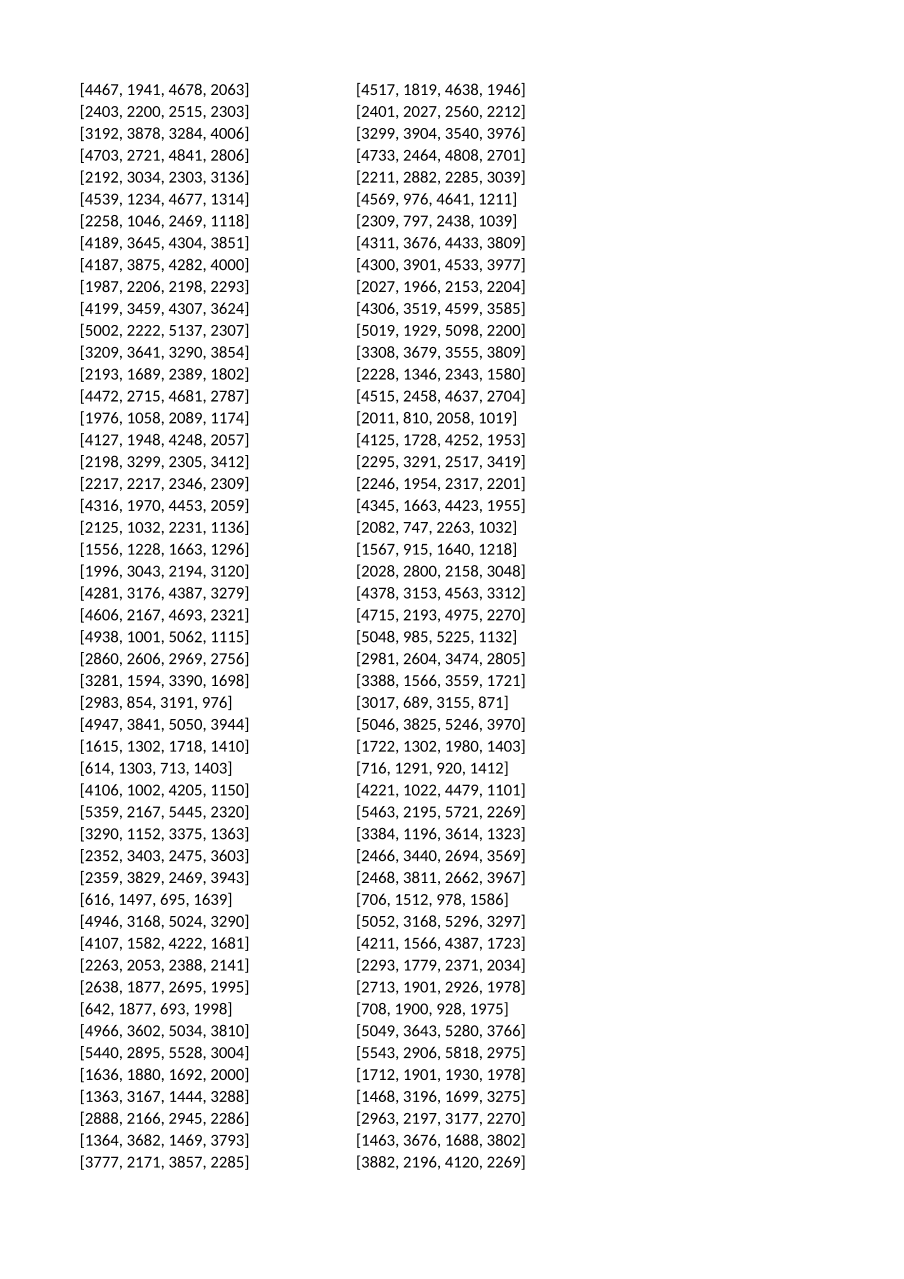 [4467, 1941, 4678, 2063] [4517, 1819, 4638, 1946]
[2403, 2200, 2515, 2303] [2401, 2027, 2560, 2212]
[3192, 3878, 3284, 4006] [3299, 3904, 3540, 3976]
[4703, 2721, 4841, 2806] [4733, 2464, 4808, 2701]
[2192, 3034, 2303, 3136] [2211, 2882, 2285, 3039]
[4539, 1234, 4677, 1314] [4569, 976, 4641, 1211]
[2258, 1046, 2469, 1118] [2309, 797, 2438, 1039]
[4189, 3645, 4304, 3851] [4311, 3676, 4433, 3809]
[4187, 3875, 4282, 4000] [4300, 3901, 4533, 3977]
[1987, 2206, 2198, 2293] [2027, 1966, 2153, 2204]
[4199, 3459, 4307, 3624] [4306, 3519, 4599, 3585]
[5002, 2222, 5137, 2307] [5019, 1929, 5098, 2200]
[3209, 3641, 3290, 3854] [3308, 3679, 3555, 3809]
[2193, 1689, 2389, 1802] [2228, 1346, 2343, 1580]
[4472, 2715, 4681, 2787] [4515, 2458, 4637, 2704]
[1976, 1058, 2089, 1174] [2011, 810, 2058, 1019]
[4127, 1948, 4248, 2057] [4125, 1728, 4252, 1953]
[2198, 3299, 2305, 3412] [2295, 3291, 2517, 3419]
[2217, 2217, 2346, 2309] [2246, 1954, 2317, 2201]
[4316, 1970, 4453, 2059] [4345, 1663, 4423, 1955]
[2125, 1032, 2231, 1136] [2082, 747, 2263, 1032]
[1556, 1228, 1663, 1296] [1567, 915, 1640, 1218]
[1996, 3043, 2194, 3120] [2028, 2800, 2158, 3048]
[4281, 3176, 4387, 3279] [4378, 3153, 4563, 3312]
[4606, 2167, 4693, 2321] [4715, 2193, 4975, 2270]
[4938, 1001, 5062, 1115] [5048, 985, 5225, 1132]
[2860, 2606, 2969, 2756] [2981, 2604, 3474, 2805]
[3281, 1594, 3390, 1698] [3388, 1566, 3559, 1721]
[2983, 854, 3191, 976] [3017, 689, 3155, 871]
[4947, 3841, 5050, 3944] [5046, 3825, 5246, 3970]
[1615, 1302, 1718, 1410] [1722, 1302, 1980, 1403]
[614, 1303, 713, 1403] [716, 1291, 920, 1412]
[4106, 1002, 4205, 1150] [4221, 1022, 4479, 1101]
[5359, 2167, 5445, 2320] [5463, 2195, 5721, 2269]
[3290, 1152, 3375, 1363] [3384, 1196, 3614, 1323]
[2352, 3403, 2475, 3603] [2466, 3440, 2694, 3569]
[2359, 3829, 2469, 3943] [2468, 3811, 2662, 3967]
[616, 1497, 695, 1639] [706, 1512, 978, 1586]
[4946, 3168, 5024, 3290] [5052, 3168, 5296, 3297]
[4107, 1582, 4222, 1681] [4211, 1566, 4387, 1723]
[2263, 2053, 2388, 2141] [2293, 1779, 2371, 2034]
[2638, 1877, 2695, 1995] [2713, 1901, 2926, 1978]
[642, 1877, 693, 1998] [708, 1900, 928, 1975]
[4966, 3602, 5034, 3810] [5049, 3643, 5280, 3766]
[5440, 2895, 5528, 3004] [5543, 2906, 5818, 2975]
[1636, 1880, 1692, 2000] [1712, 1901, 1930, 1978]
[1363, 3167, 1444, 3288] [1468, 3196, 1699, 3275]
[2888, 2166, 2945, 2286] [2963, 2197, 3177, 2270]
[1364, 3682, 1469, 3793] [1463, 3676, 1688, 3802]
[3777, 2171, 3857, 2285] [3882, 2196, 4120, 2269]